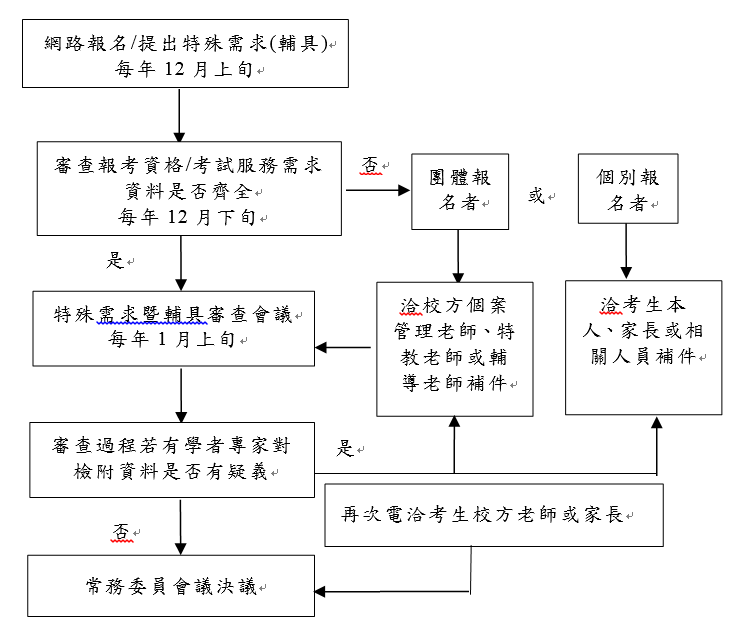 網路報名/提出特殊需求(輔具)
每年12月上旬
審查報考資格/考試服務需求
資料是否齊全
每年12月下旬
否
團體報
名者
或
個別報
名者
是
特殊需求暨輔具審查會議
每年1月上旬
洽校方個案
管理老師、特
教老師或輔
導老師補件
洽考生本
人、家長或相
關人員補件
審查過程若有學者專家對
檢附資料是否有疑義
是
再次電洽考生校方老師或家長
否
常務委員會議決議